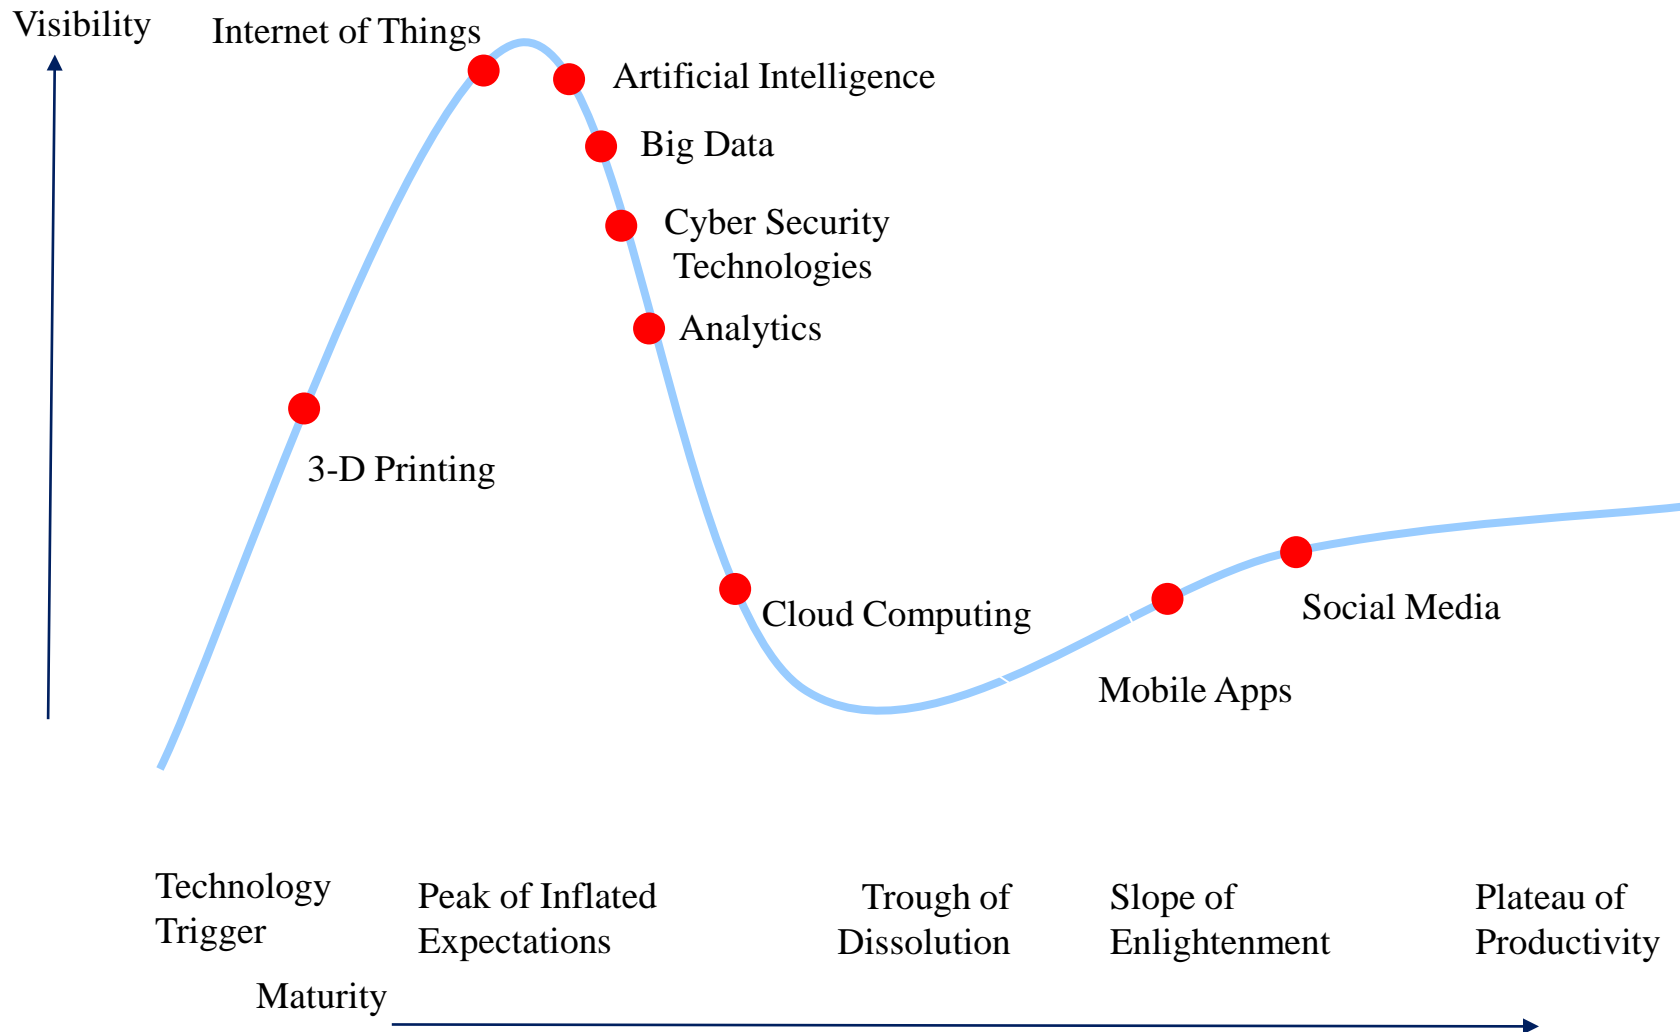 Visibility
Internet of Things
Artificial Intelligence
Big Data
Cyber Security
Technologies
Analytics
3-D Printing
Cloud Computing
Social Media
Mobile Apps
Technology
Trigger
Peak of Inflated
Expectations
Trough of
Dissolution
Slope of
Enlightenment
Plateau of
Productivity
Maturity